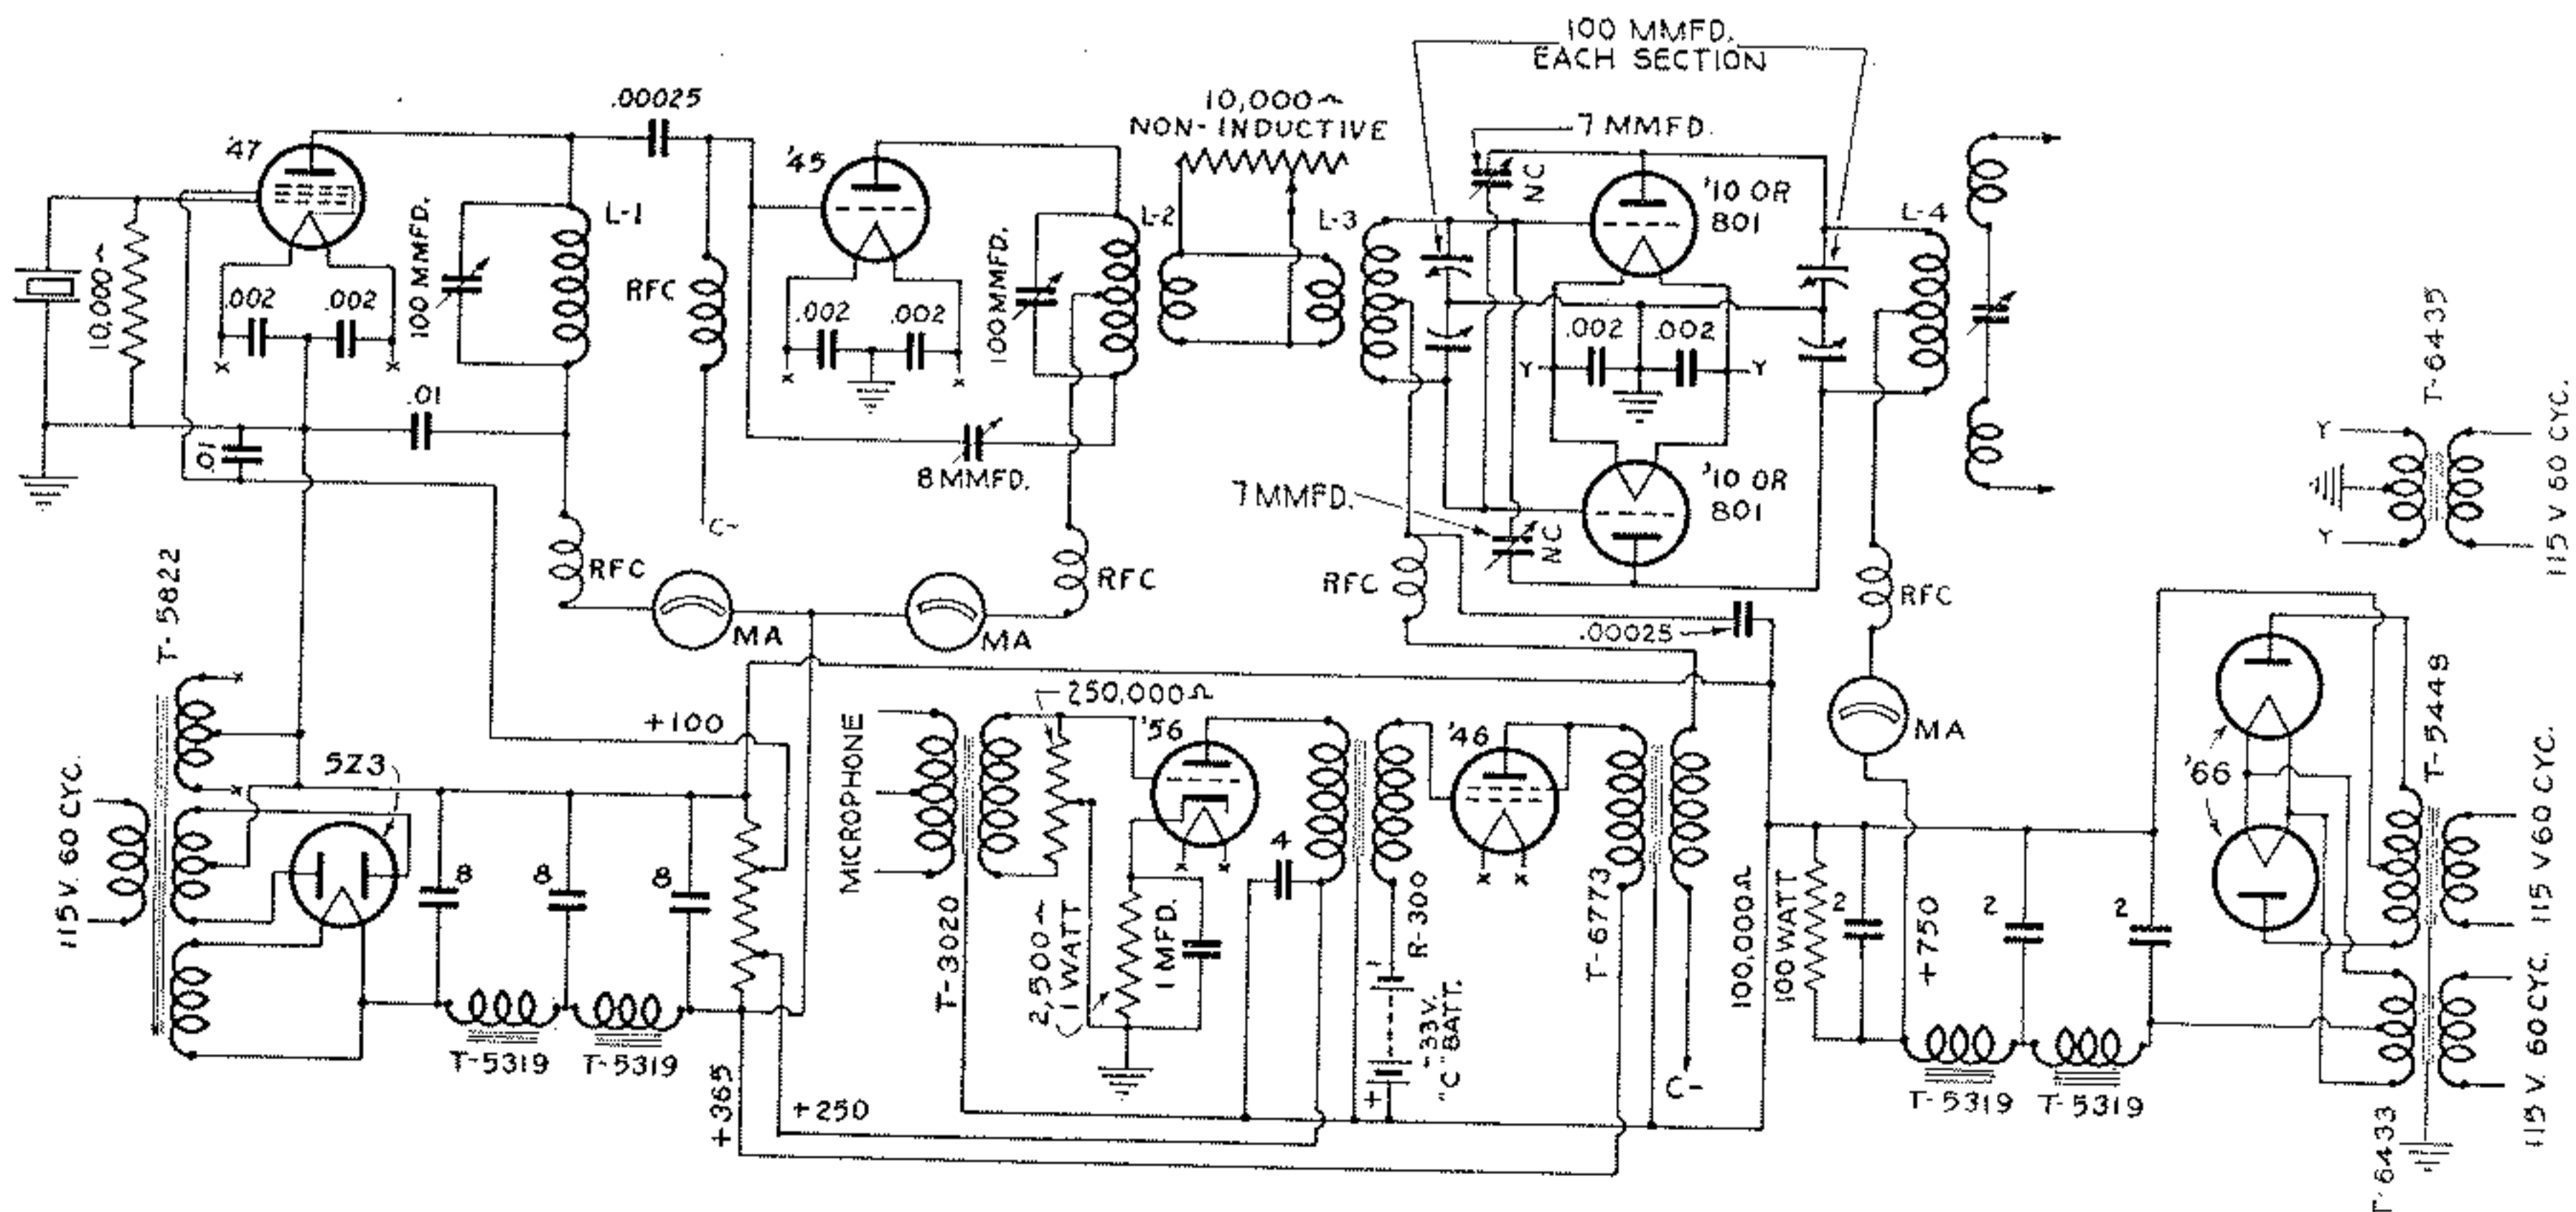 100 MMFD.
EACH SECTION
.00025
10,000~
NON-INDUCTIVE
7 MMFD.
'47
'45
NC
'10 OR
801
10,000~
100 MMFD.
L-1
RFC
100MMFD.
L-2
L-3
L-4
.002
.002
.002
.002
.002
.002
x
x
x
x
Y
Y
.01
.01
8 MMFD.
C-
7 MMFD.
NC
'10 OR
801
T-6435
Y
Y
115 V 60 CYC.
RFC
RFC
RFC
RFC
MA
MA
.00025
T-5822
x
x
+100
MICROPHONE
250,000Ω
'56
'46
MA
'66
T-5449
115 V. 60 CYC.
5Z3
8
8
8
T-3020
2,500~
1 WATT
1 MFD.
x
x
4
R-300
x
x
T-6773
100,000Ω
100 WATT
2
+750
2
2
115 V 60 CYC.
T-5319
T-5319
+365
+250
-
-33V.
"C" BATT.
+
C-
T-5319
T-5319
T-6433
115 V. 60 CYC.